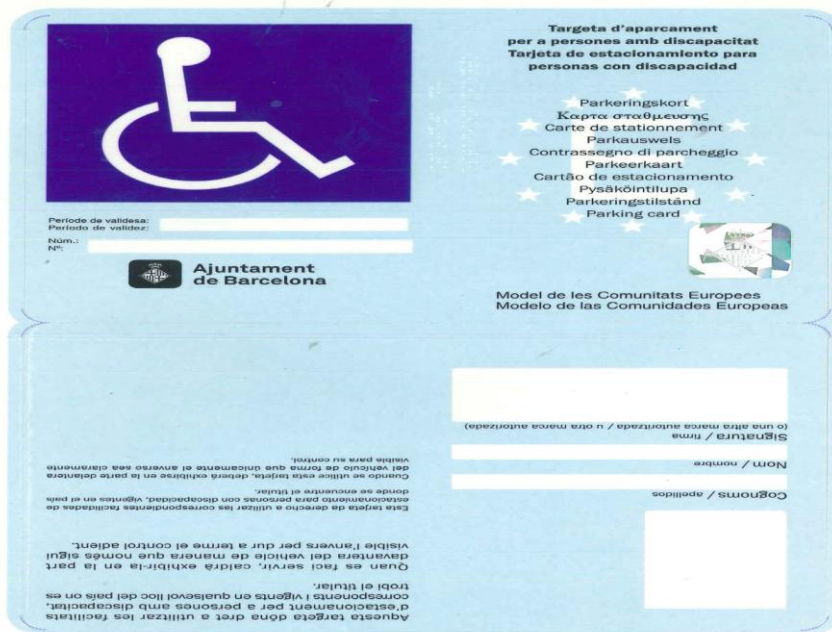 Període de validesa:
Período de validez:
Núm.:
Nº:
Ajuntament
de Barcelona
Targeta d'aparcament
per a persones amb discapacitat
Tarjeta de estacionamiento para
personas con discapacidad
Parkeringskort
Καρτα σταθμευσης
Carte de stationnement
Parkausweis
Contrassegno di parcheggio
Parkeerkaart
Cartão de estacionamento
Pysäköintilupa
Parkeringstilstånd
Parking card
Model de les Comunitats Europees
Modelo de las Comunidades Europeas
Cognoms / apellidos
Nom / nombre
Signatura / firma
(o una altra marca autoritzada / u otra marca autorizada)
Aquesta targeta dóna dret a utilitzar les facilitats
d'estacionament per a persones amb discapacitat,
corresponents i vigents en qualsevol lloc del país on es
trobi el titular.
Quan es faci servir, caldrà exhibir-la en la part
davantera del vehicle de manera que només sigui
visible l'anvers per dur a terme el control adient.
Esta tarjeta da derecho a utilizar las correspondientes facilidades de
estacionamiento para personas con discapacidad, vigentes en el país
donde se encuentre el titular.
Cuando se utilice esta tarjeta, deberá exhibirse en la parte delantera
del vehículo de forma que únicamente el anverso sea claramente
visible para su control.